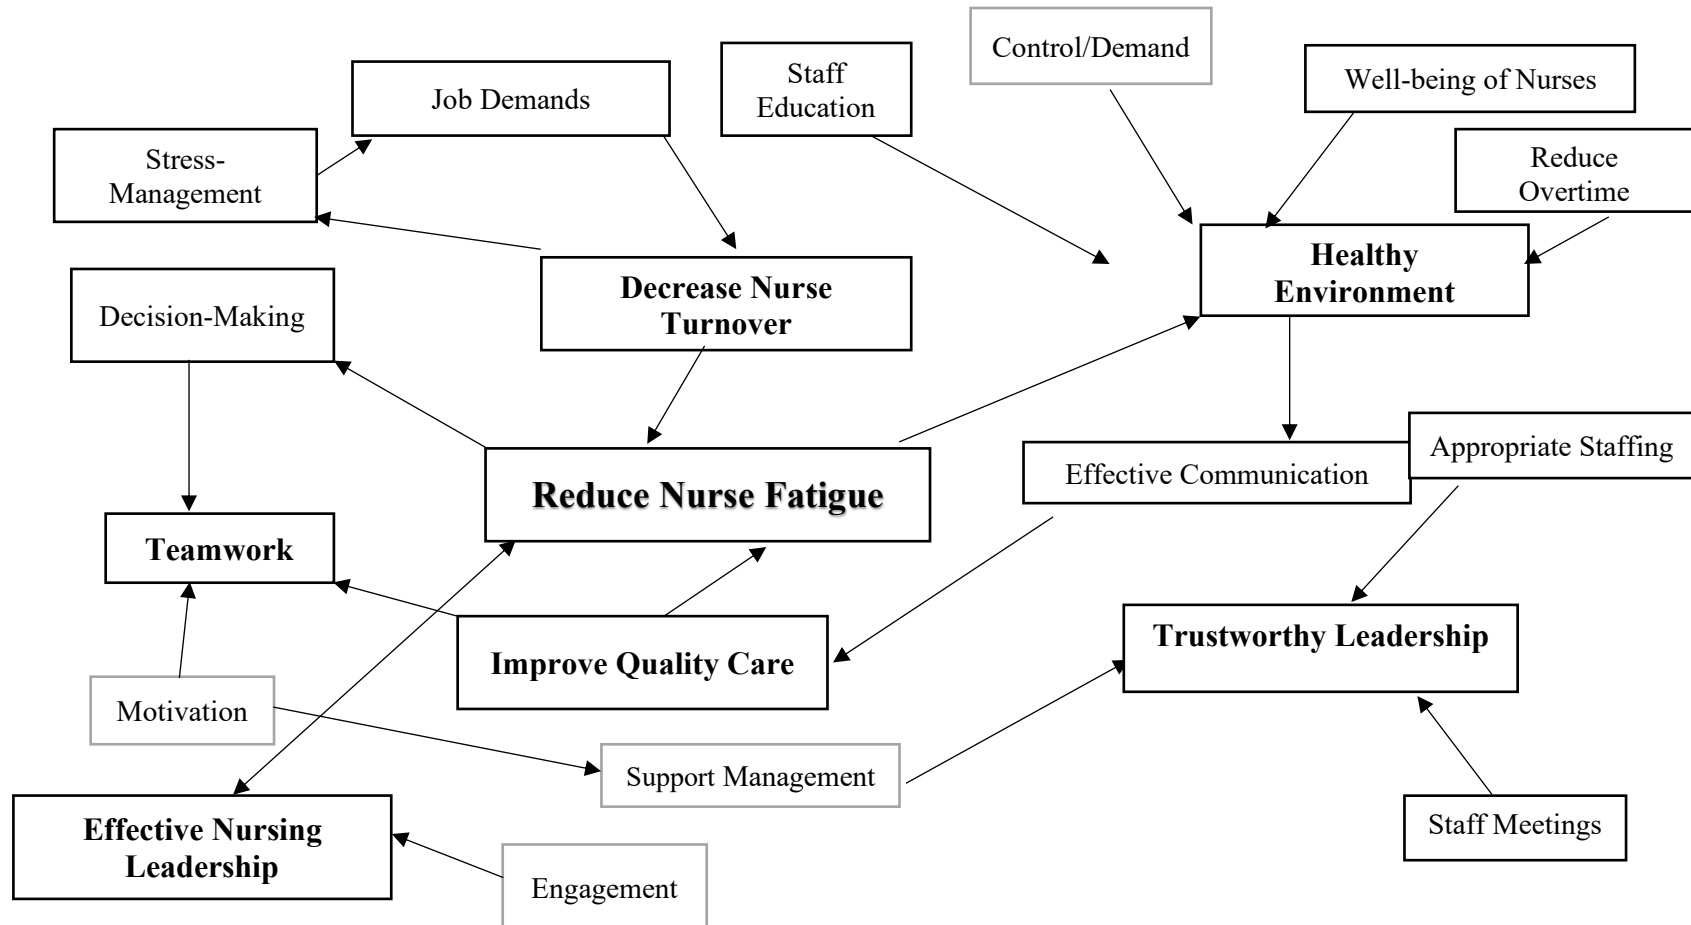 Control/Demand
Staff
Education
Well-being of Nurses
Job Demands
Stress-
Management
Reduce
Overtime
Healthy
Environment
Decrease Nurse
Turnover
Decision-Making
Appropriate Staffing
Effective Communication
Reduce Nurse Fatigue
Teamwork
Trustworthy Leadership
Improve Quality Care
Motivation
Support Management
Staff Meetings
Effective Nursing
Leadership
Engagement